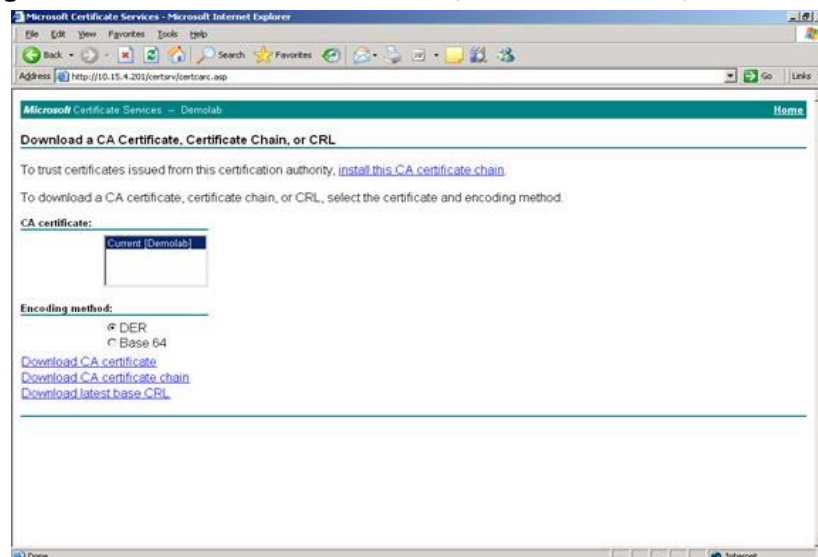 Microsoft Certificate Services - Microsoft Internet Explorer
File Edit View Favorites Tools Help
Back Search Favorites
Address http://10.15.4.201/certsrv/certcarc.asp Go Links
Microsoft Certificate Services -- Demolab Home
Download a CA Certificate, Certificate Chain, or CRL
To trust certificates issued from this certification authority, install this CA certificate chain.
To download a CA certificate, certificate chain, or CRL, select the certificate and encoding method.
CA certificate:
Current [Demolab]
Encoding method:
DER
Base 64
Download CA certificate
Download CA certificate chain
Download latest base CRL
Done Internet